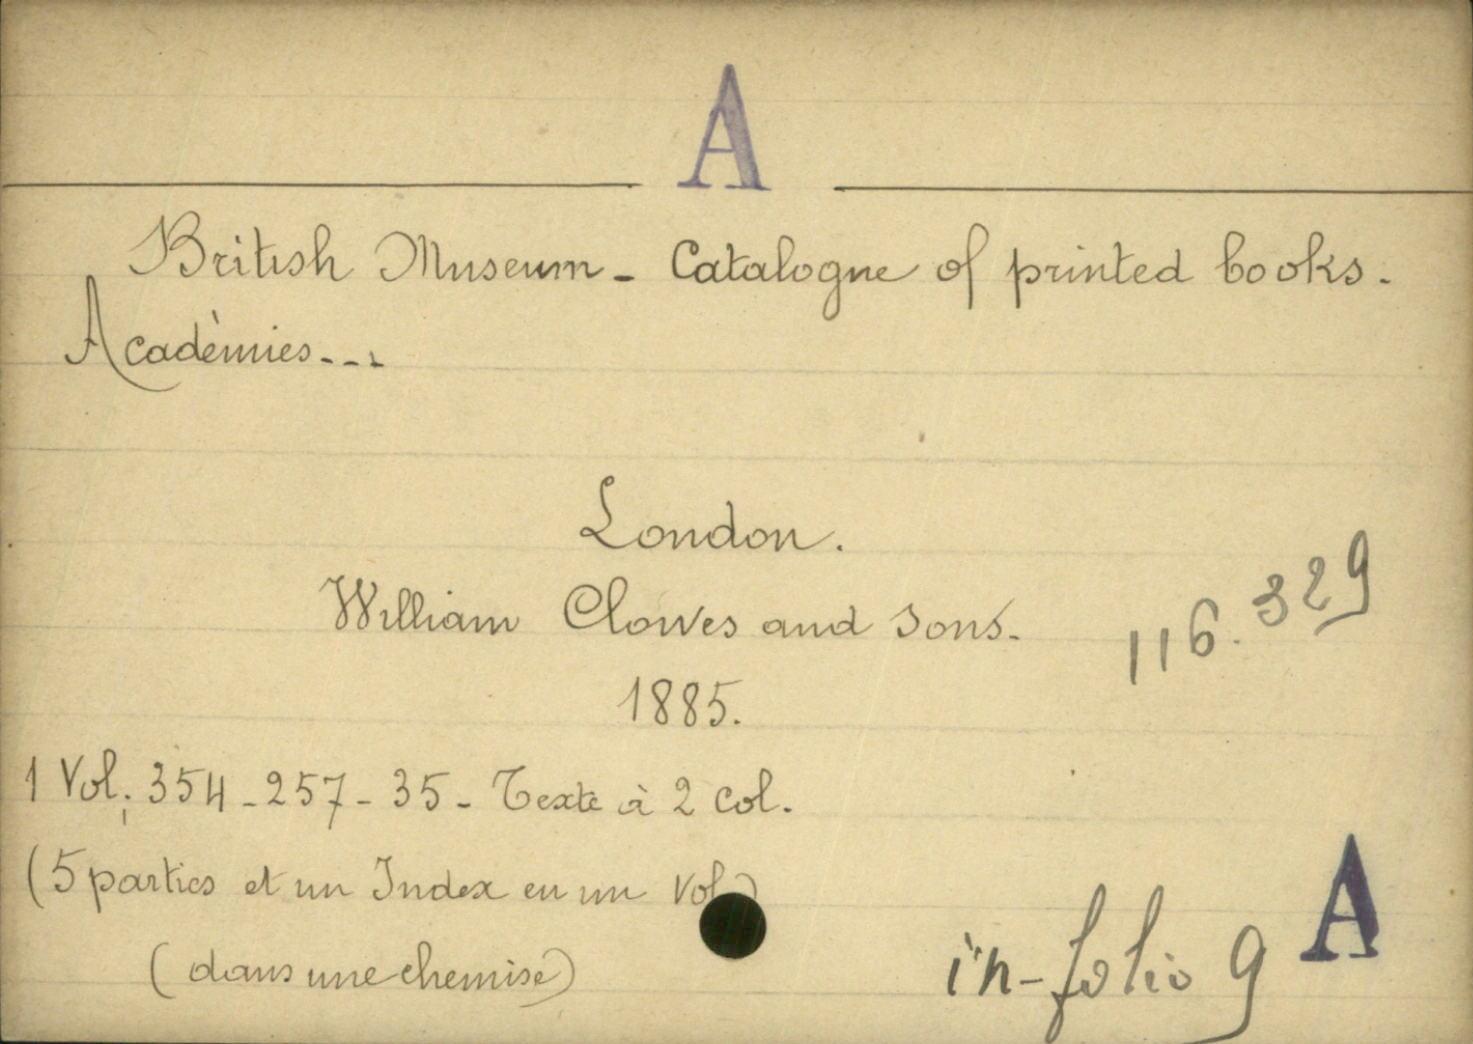 A
British Museum - Catalogue of printed books.
Acadèmies...
London.
William Clowes and Sons.
116.329
1885.
1 Vol. 354 - 257 - 35 - Texte à 2 col.
(5 parties et un Index en un Vol)
(dans une chemise)
in-folio 9 A